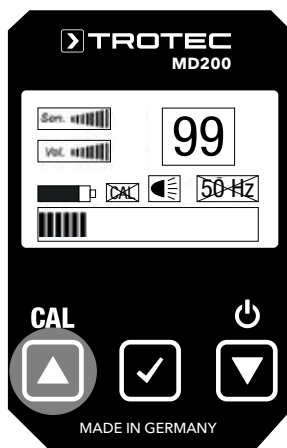 TROTEC
MD200
Sen.
99
Vol.
CAL 50 Hz
CAL
MADE IN GERMANY